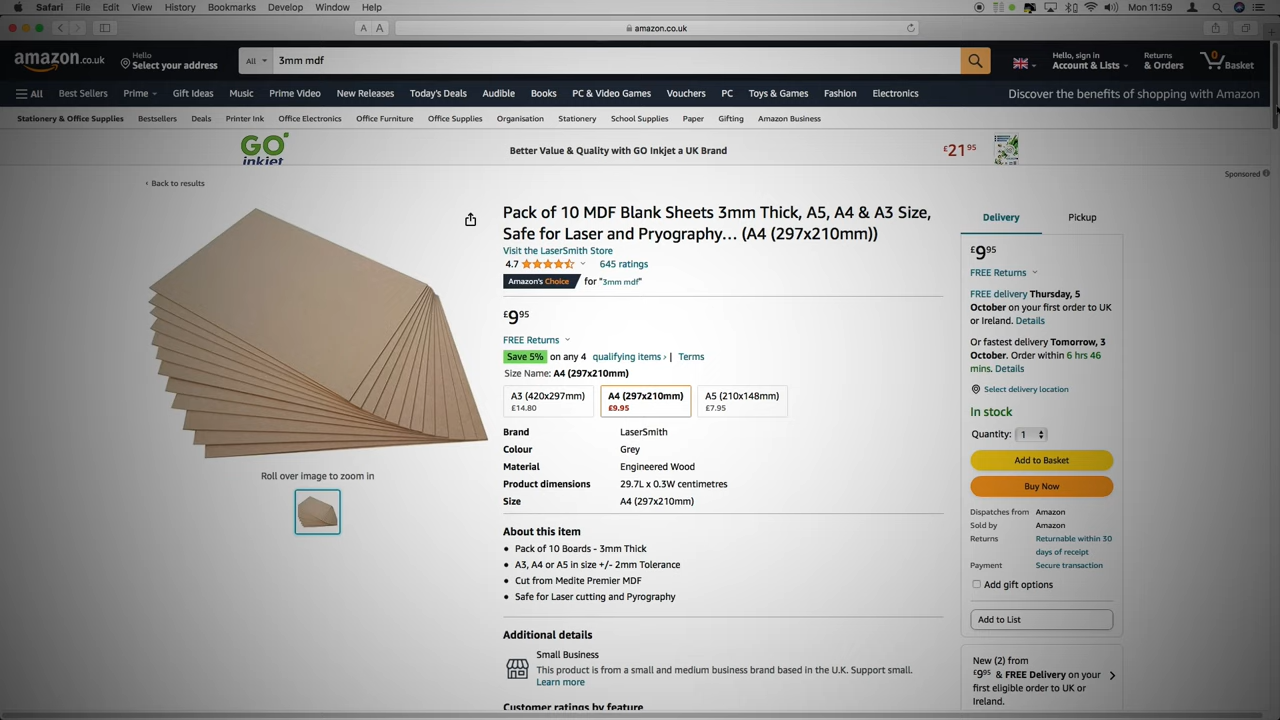 Safari File Edit View History Bookmarks Develop Window Help Mon 11:59
A A amazon.co.uk
amazon.co.uk Hello Select your address All 3mm mdf Hello, sign in Account & Lists Returns & Orders 0 Basket
All Best Sellers Prime Gift Ideas Music Prime Video New Releases Today's Deals Audible Books PC & Video Games Vouchers PC Toys & Games Fashion Electronics Discover the benefits of shopping with Amazon
Stationery & Office Supplies Bestsellers Deals Printer Ink Office Electronics Office Furniture Office Supplies Organisation Stationery School Supplies Paper Gifting Amazon Business
GO inkjet Better Value & Quality with GO Inkjet a UK Brand £21.95
Sponsored
‹ Back to results
Roll over image to zoom in
Pack of 10 MDF Blank Sheets 3mm Thick, A5, A4 & A3 Size,
Safe for Laser and Pryography… (A4 (297x210mm))
Visit the LaserSmith Store
4.7 645 ratings
Amazon's Choice for "3mm mdf"
£9.95
FREE Returns
Save 5% on any 4 qualifying items › | Terms
Size Name: A4 (297x210mm)
A3 (420x297mm) A4 (297x210mm) A5 (210x148mm)
£14.80 £9.95 £7.95
Brand LaserSmith
Colour Grey
Material Engineered Wood
Product dimensions 29.7L x 0.3W centimetres
Size A4 (297x210mm)
About this item
• Pack of 10 Boards - 3mm Thick
• A3, A4 or A5 in size +/- 2mm Tolerance
• Cut from Medite Premier MDF
• Safe for Laser cutting and Pyrography
Additional details
Small Business
This product is from a small and medium business brand based in the U.K. Support small.
Learn more
Customer ratings by feature
Delivery Pickup
£9.95
FREE Returns
FREE delivery Thursday, 5
October on your first order to UK
or Ireland. Details
Or fastest delivery Tomorrow, 3
October. Order within 6 hrs 46
mins. Details
Select delivery location
In stock
Quantity: 1
Add to Basket
Buy Now
Dispatches from Amazon
Sold by Amazon
Returns Returnable within 30
days of receipt
Payment Secure transaction
Add gift options
Add to List
New (2) from
£9.95 & FREE Delivery on your
first eligible order to UK or
Ireland.